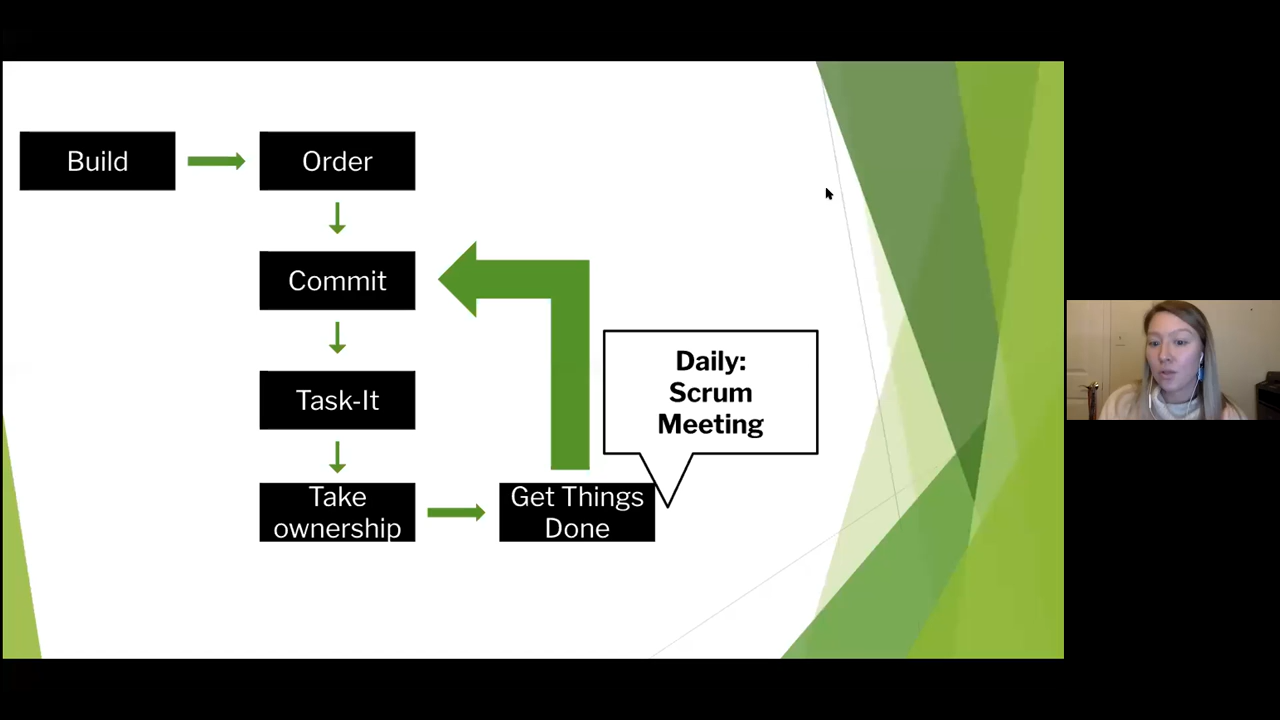 Build
Order
Commit
Task-It
Take
ownership
Get Things
Done
Daily:
Scrum
Meeting